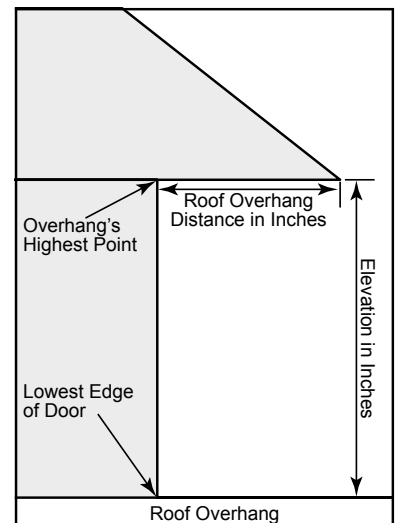 Roof Overhang
Distance in Inches
Overhang's
Highest Point
Elevation in Inches
Lowest Edge
of Door
Roof Overhang